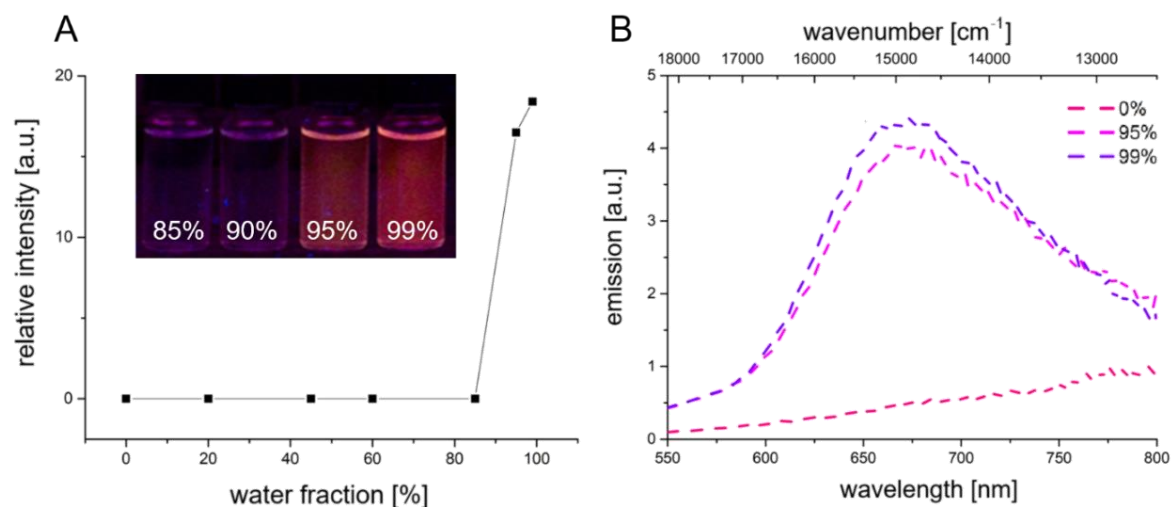 A
relative intensity [a.u.]
20
10
0
85% 90% 95% 99%
0 20 40 60 80 100
water fraction [%]
B
wavenumber [cm⁻¹]
18000 17000 16000 15000 14000 13000
emission [a.u.]
5
4
3
2
1
0
0%
95%
99%
550 600 650 700 750 800
wavelength [nm]